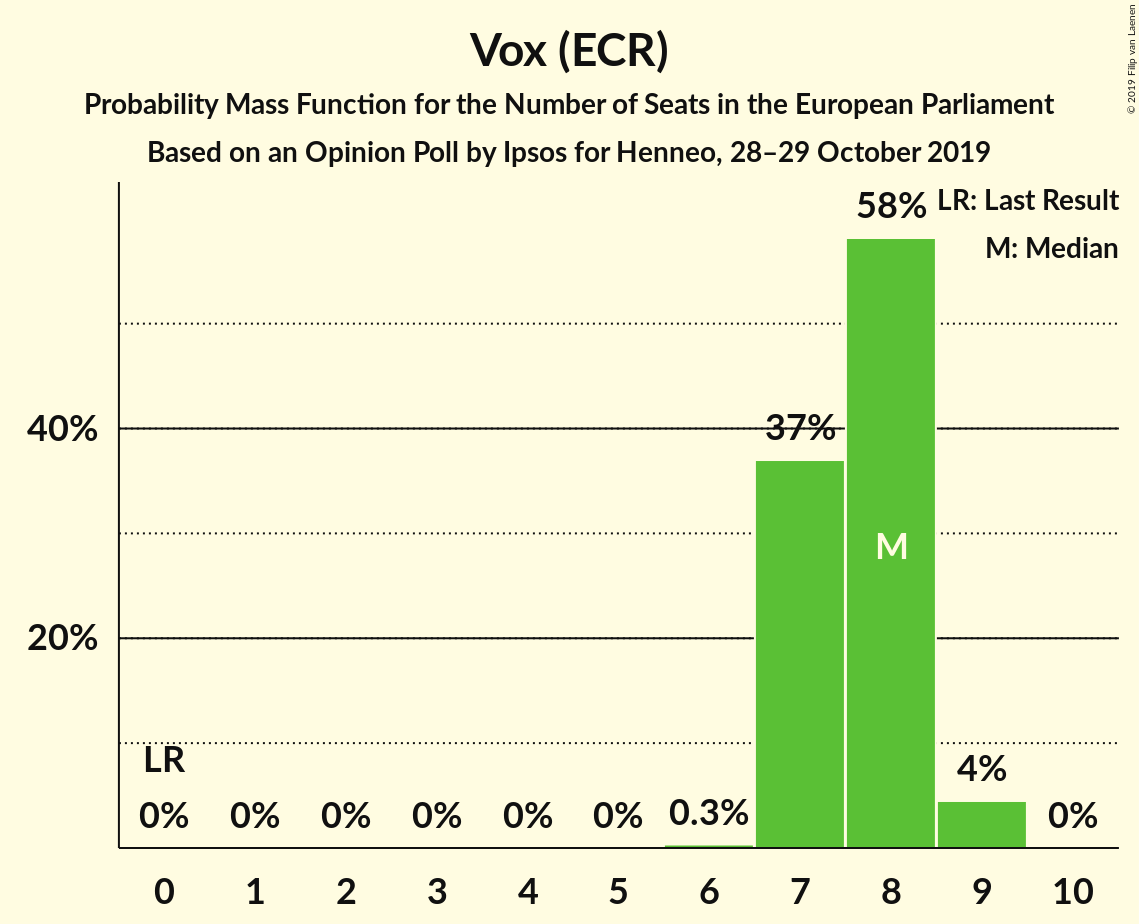 Vox (ECR)
Probability Mass Function for the Number of Seats in the European Parliament
Based on an Opinion Poll by Ipsos for Henneo, 28–29 October 2019
© 2019 Filip van Laenen
LR: Last Result
M: Median
58%
40%
37%
M
20%
LR
0% 0% 0% 0% 0% 0% 0.3% 4% 0%
0 1 2 3 4 5 6 7 8 9 10